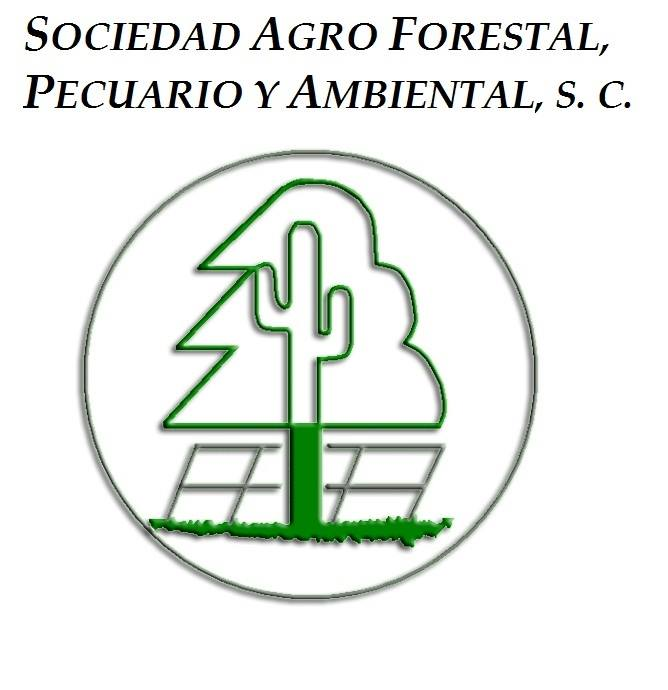 SOCIEDAD AGRO FORESTAL,
PECUARIO Y AMBIENTAL, S. C.